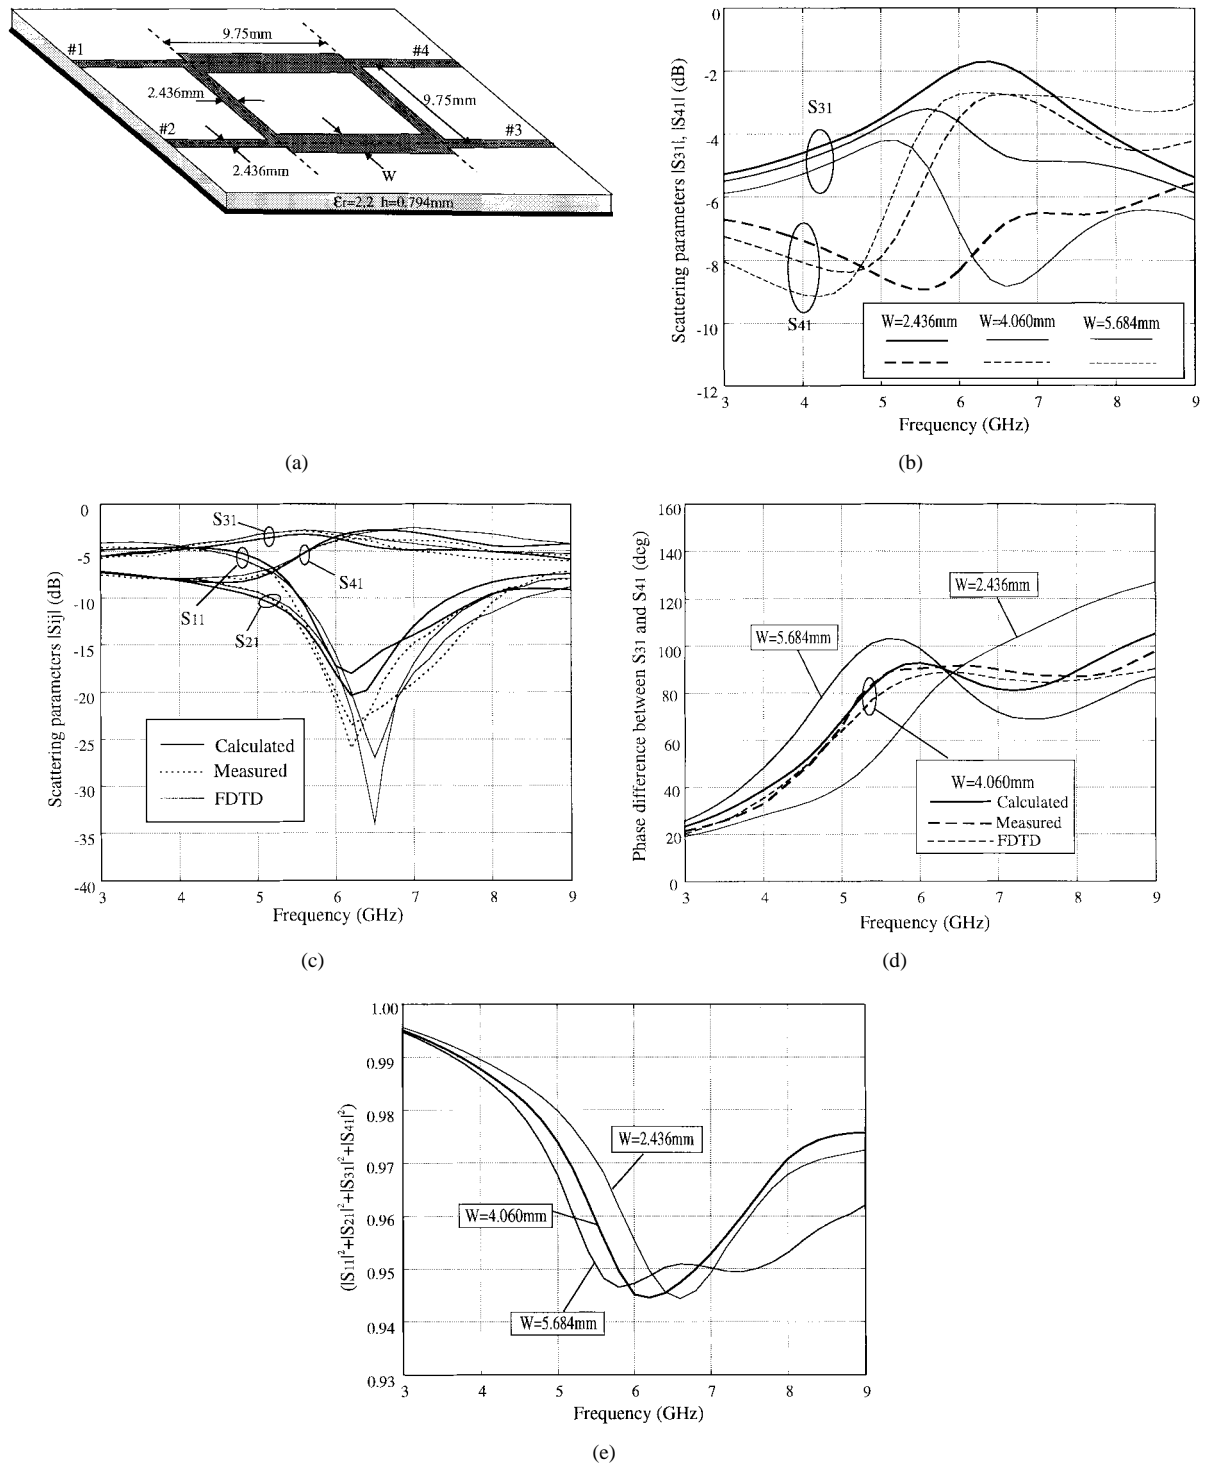 9.75mm
#1
#4
2.436mm
9.75mm
#2
#3
2.436mm
W
Ɛr=2.2 h=0.794mm
(a)
Scattering parameters |S31|, |S41| (dB)
0
-2
-4
-6
-8
-10
-12
S31
S41
W=2.436mm W=4.060mm W=5.684mm
3 4 5 6 7 8 9
Frequency (GHz)
(b)
Scattering parameters |Sij| (dB)
0
-5
-10
-15
-20
-25
-30
-35
-40
S31
S41
S11
S21
Calculated
Measured
FDTD
3 4 5 6 7 8 9
Frequency (GHz)
(c)
Phase difference between S31 and S41 (deg)
160
140
120
100
80
60
40
20
0
W=2.436mm
W=5.684mm
W=4.060mm
Calculated
Measured
FDTD
3 4 5 6 7 8 9
Frequency (GHz)
(d)
(|S11|²+|S21|²+|S31|²+|S41|²)
1.00
0.99
0.98
0.97
0.96
0.95
0.94
0.93
W=2.436mm
W=4.060mm
W=5.684mm
3 4 5 6 7 8 9
Frequency (GHz)
(e)